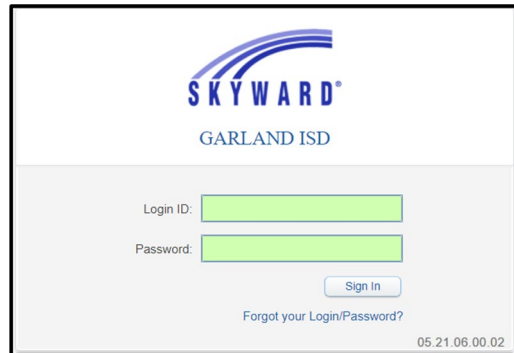 SKYWARD®
GARLAND ISD
Login ID:
Password:
Sign In
Forgot your Login/Password?
05.21.06.00.02